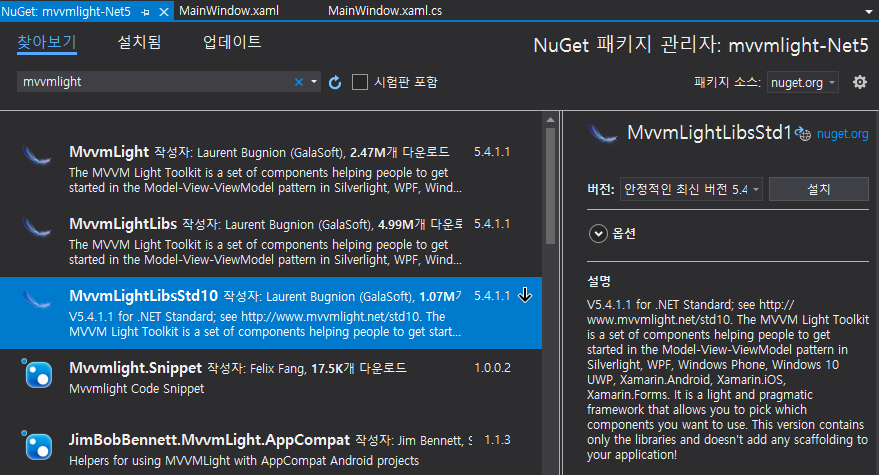 NuGet: mvvmlight-Net5
MainWindow.xaml
MainWindow.xaml.cs
찾아보기
설치됨
업데이트
NuGet 패키지 관리자: mvvmlight-Net5
mvvmlight
시험판 포함
패키지 소스: nuget.org
MvvmLight 작성자: Laurent Bugnion (GalaSoft), 2.47M개 다운로드
5.4.1.1
The MVVM Light Toolkit is a set of components helping people to get
started in the Model-View-ViewModel pattern in Silverlight, WPF, Wind...
MvvmLightLibs 작성자: Laurent Bugnion (GalaSoft), 4.99M개 다운로
5.4.1.1
The MVVM Light Toolkit is a set of components helping people to get
started in the Model-View-ViewModel pattern in Silverlight, WPF, Wind...
MvvmLightLibsStd10 작성자: Laurent Bugnion (GalaSoft), 1.07M
5.4.1.1
V5.4.1.1 for .NET Standard; see http://www.mvvmlight.net/std10. The
MVVM Light Toolkit is a set of components helping people to get start...
Mvvmlight.Snippet 작성자: Felix Fang, 17.5K개 다운로드
1.0.0.2
Mvvmlight Code Snippet
JimBobBennett.MvvmLight.AppCompat 작성자: Jim Bennett,
1.1.3
Helpers for using MVVMLight with AppCompat Android projects
MvvmLightLibsStd1
nuget.org
버전: 안정적인 최신 버전 5.4
설치
옵션
설명
V5.4.1.1 for .NET Standard; see http://
www.mvvmlight.net/std10. The MVVM Light Toolkit
is a set of components helping people to get
started in the Model-View-ViewModel pattern in
Silverlight, WPF, Windows Phone, Windows 10
UWP, Xamarin.Android, Xamarin.iOS,
Xamarin.Forms. It is a light and pragmatic
framework that allows you to pick which
components you want to use. This version contains
only the libraries and doesn't add any scaffolding to
your application!